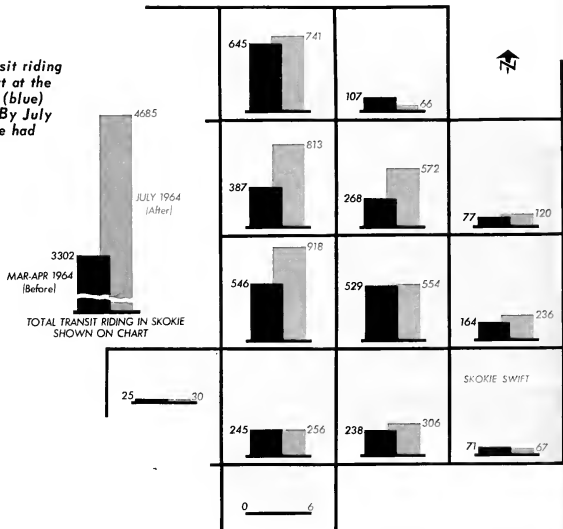 sit riding
t at the
(blue)
By July
e had
4685
JULY 1964
(After)
3302
MAR-APR 1964
(Before)
TOTAL TRANSIT RIDING IN SKOKIE
SHOWN ON CHART
645 741
107 66
N
387 813
268 572
77 120
546 918
529 554
164 236
25 30
245 256
238 306
SKOKIE SWIFT
71 67
0 6